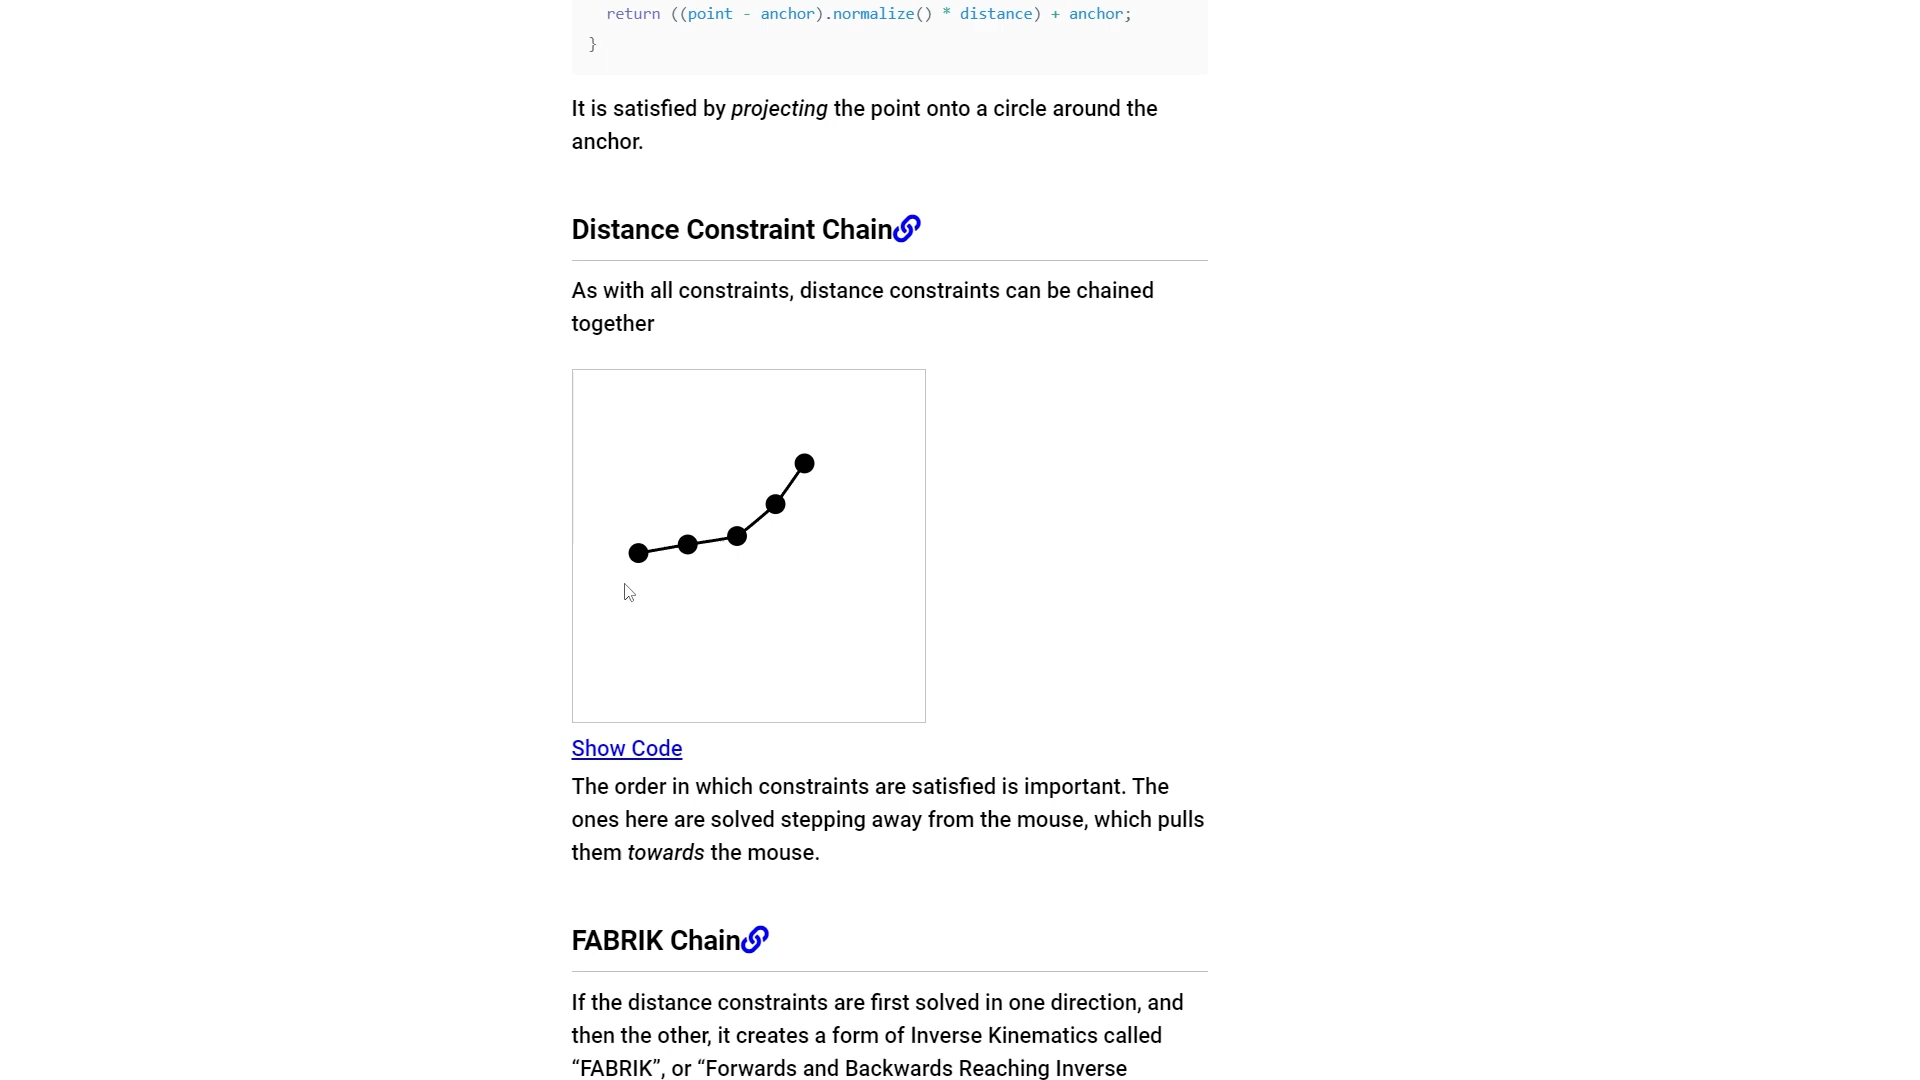 return ((point - anchor).normalize() * distance) + anchor;
}
It is satisfied by projecting the point onto a circle around the
anchor.
Distance Constraint Chain
As with all constraints, distance constraints can be chained
together
Show Code
The order in which constraints are satisfied is important. The
ones here are solved stepping away from the mouse, which pulls
them towards the mouse.
FABRIK Chain
If the distance constraints are first solved in one direction, and
then the other, it creates a form of Inverse Kinematics called
“FABRIK”, or “Forwards and Backwards Reaching Inverse